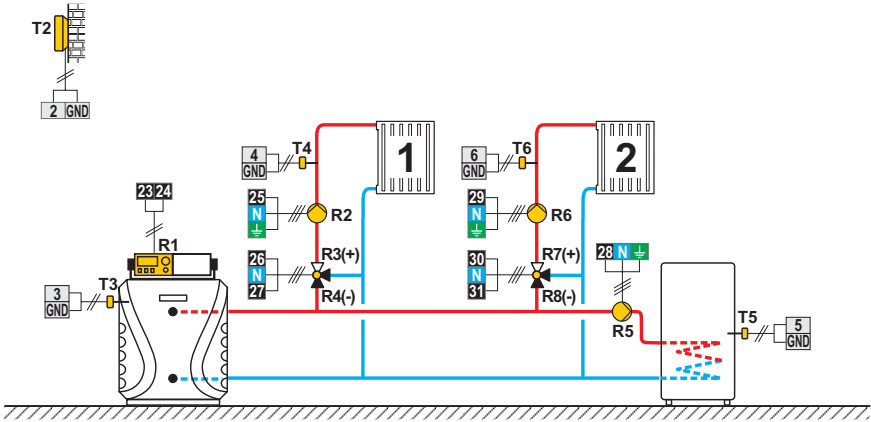 T2
2 GND
4
GND
T4
1
6
GND
T6
2
23 24
25
N
R2
29
N
R6
R1
26
N
27
R3(+)
R4(-)
30
N
31
R7(+)
R8(-)
28 N
3
GND
T3
R5
T5
5
GND